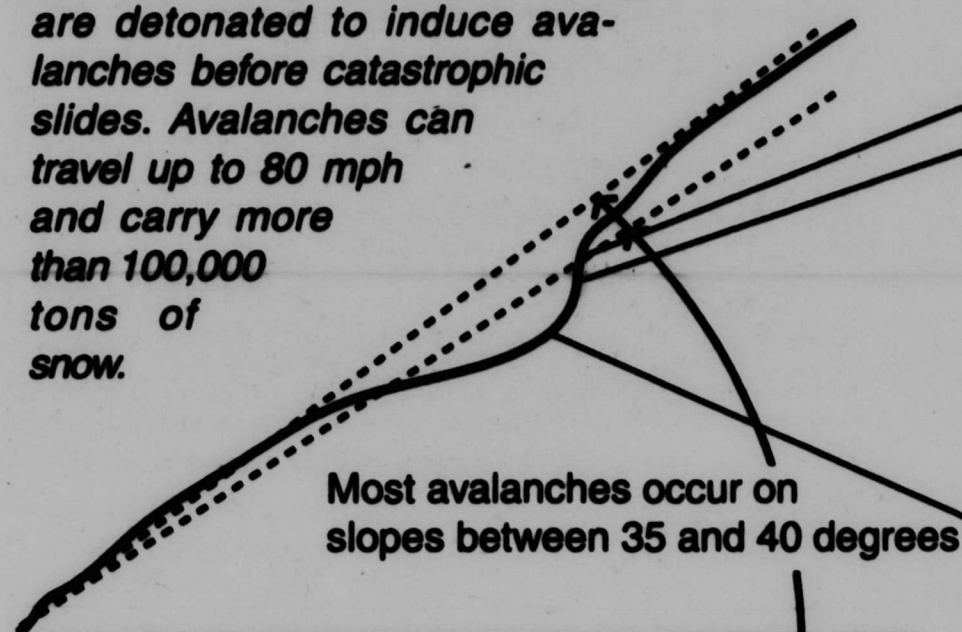 are detonated to induce ava-
lanches before catastrophic
slides. Avalanches can
travel up to 80 mph
and carry more
than 100,000
tons of
snow.
Most avalanches occur on
slopes between 35 and 40 degrees